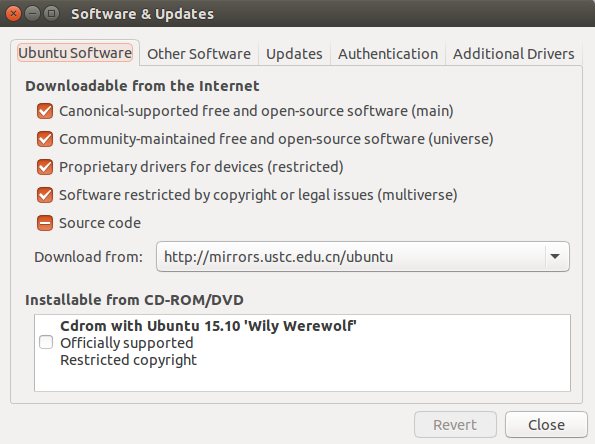 Software & Updates
Ubuntu Software Other Software Updates Authentication Additional Drivers
Downloadable from the Internet
Canonical-supported free and open-source software (main)
Community-maintained free and open-source software (universe)
Proprietary drivers for devices (restricted)
Software restricted by copyright or legal issues (multiverse)
Source code
Download from: http://mirrors.ustc.edu.cn/ubuntu
Installable from CD-ROM/DVD
Cdrom with Ubuntu 15.10 'Wily Werewolf'
Officially supported
Restricted copyright
Revert Close